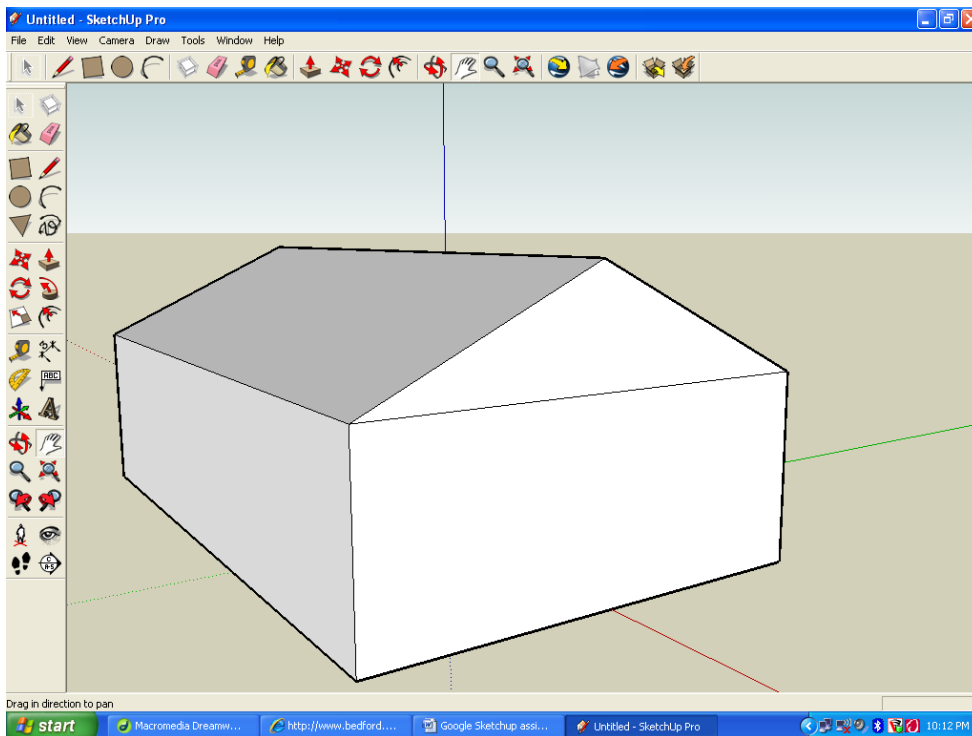 Untitled - SketchUp Pro
File Edit View Camera Draw Tools Window Help
ABC
Drag in direction to pan
start Macromedia Dreamw... http://www.bedford.... Google Sketchup assi... Untitled - SketchUp Pro 10:12 PM